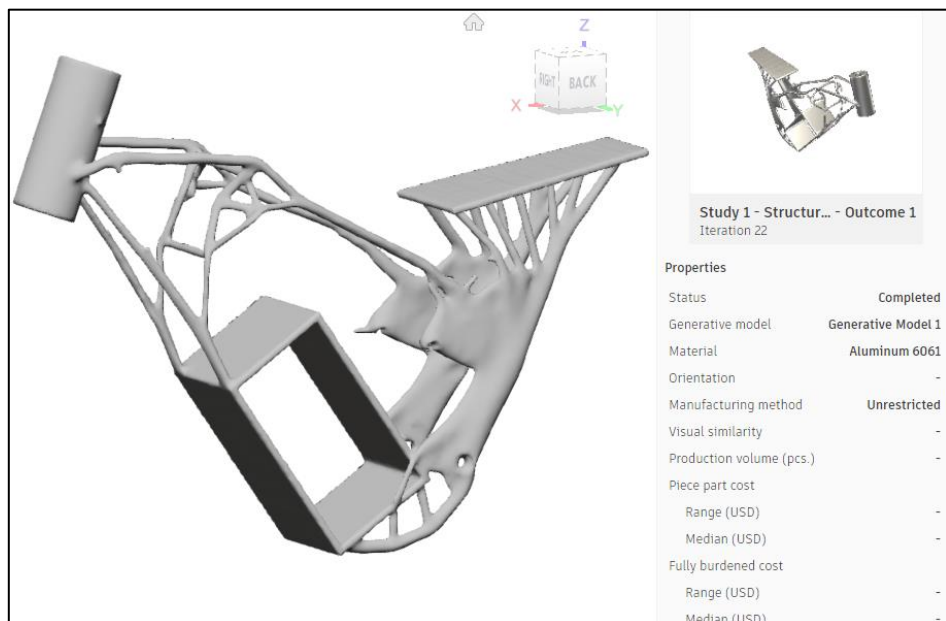 Z
RIGHT
BACK
X
Y
Study 1 - Structur... - Outcome 1
Iteration 22
Properties
Status Completed
Generative model Generative Model 1
Material Aluminum 6061
Orientation -
Manufacturing method Unrestricted
Visual similarity -
Production volume (pcs.) -
Piece part cost
Range (USD) -
Median (USD) -
Fully burdened cost
Range (USD) -
Median (USD) -